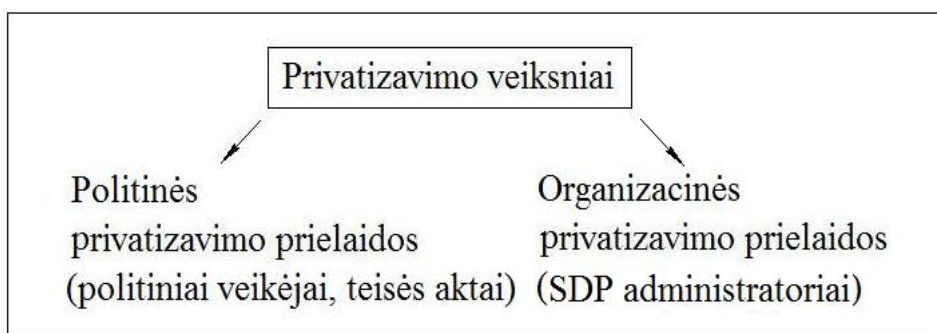 Privatizavimo veiksniai
Politinės
privatizavimo prielaidos
(politiniai veikėjai, teisės aktai)
Organizacinės
privatizavimo prielaidos
(SDP administratoriai)